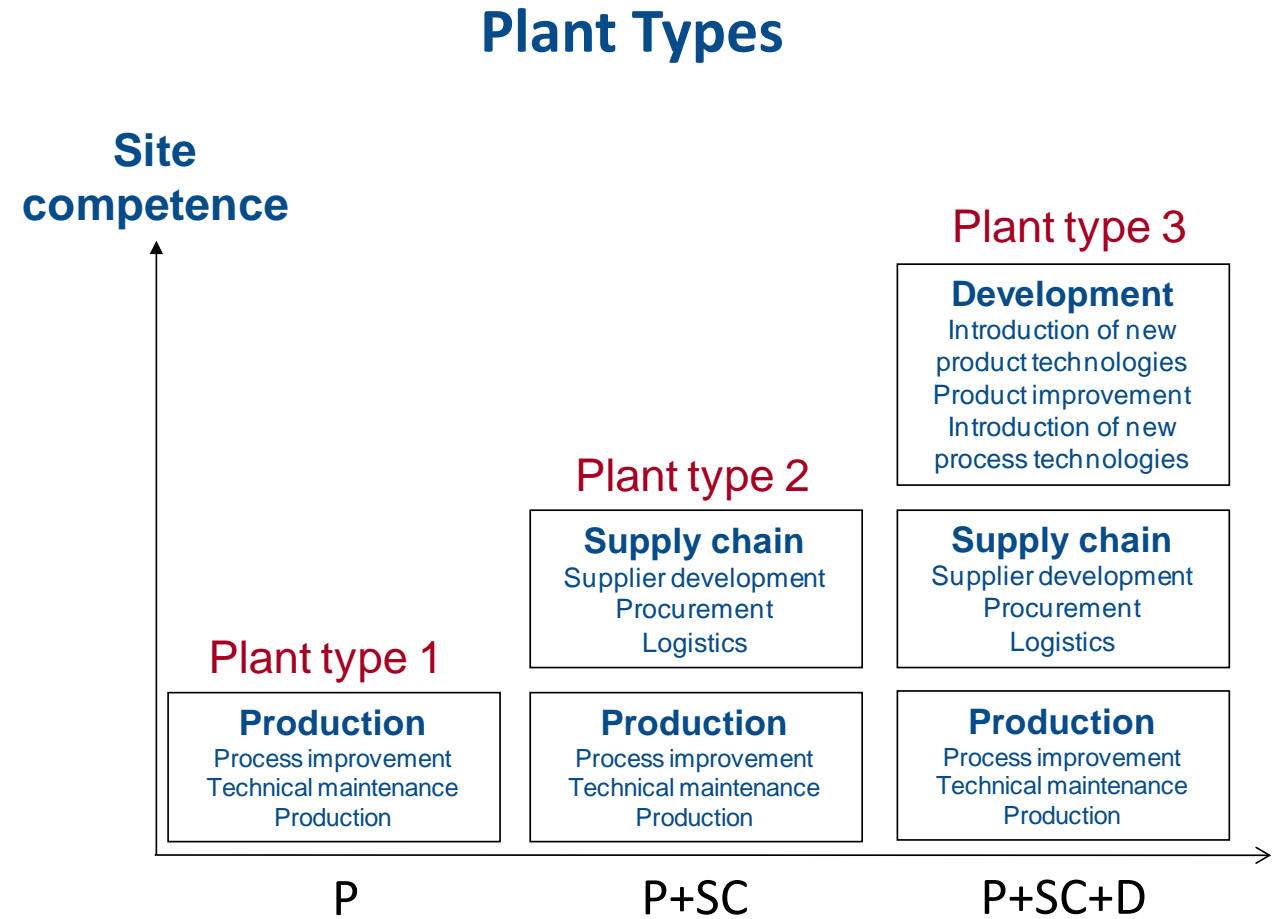 Plant Types
Site
competence
Plant type 1
Production
Process improvement
Technical maintenance
Production
P
Plant type 2
Supply chain
Supplier development
Procurement
Logistics
Production
Process improvement
Technical maintenance
Production
P+SC
Plant type 3
Development
Introduction of new
product technologies
Product improvement
Introduction of new
process technologies
Supply chain
Supplier development
Procurement
Logistics
Production
Process improvement
Technical maintenance
Production
P+SC+D